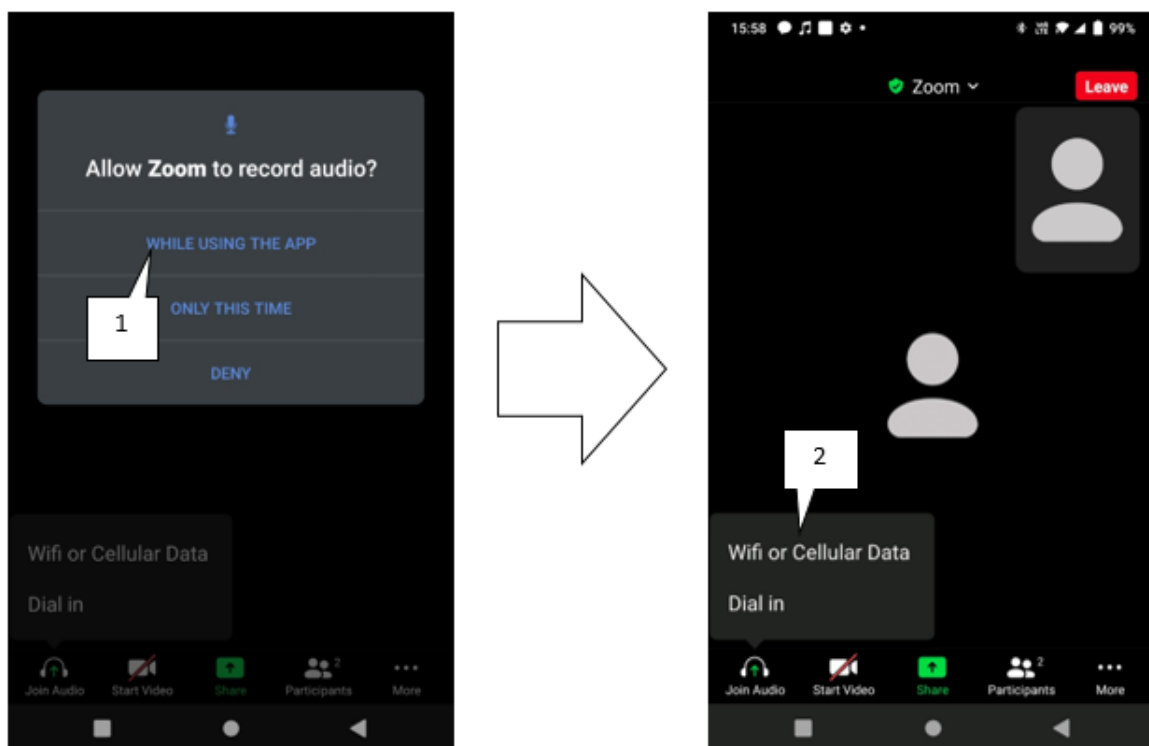 Allow Zoom to record audio?
WHILE USING THE APP
1
ONLY THIS TIME
DENY
Wifi or Cellular Data
Dial in
Join Audio
Start Video
Share
Participants
2
More
15:58
99%
Zoom
Leave
2
Wifi or Cellular Data
Dial in
Join Audio
Start Video
Share
Participants
2
More